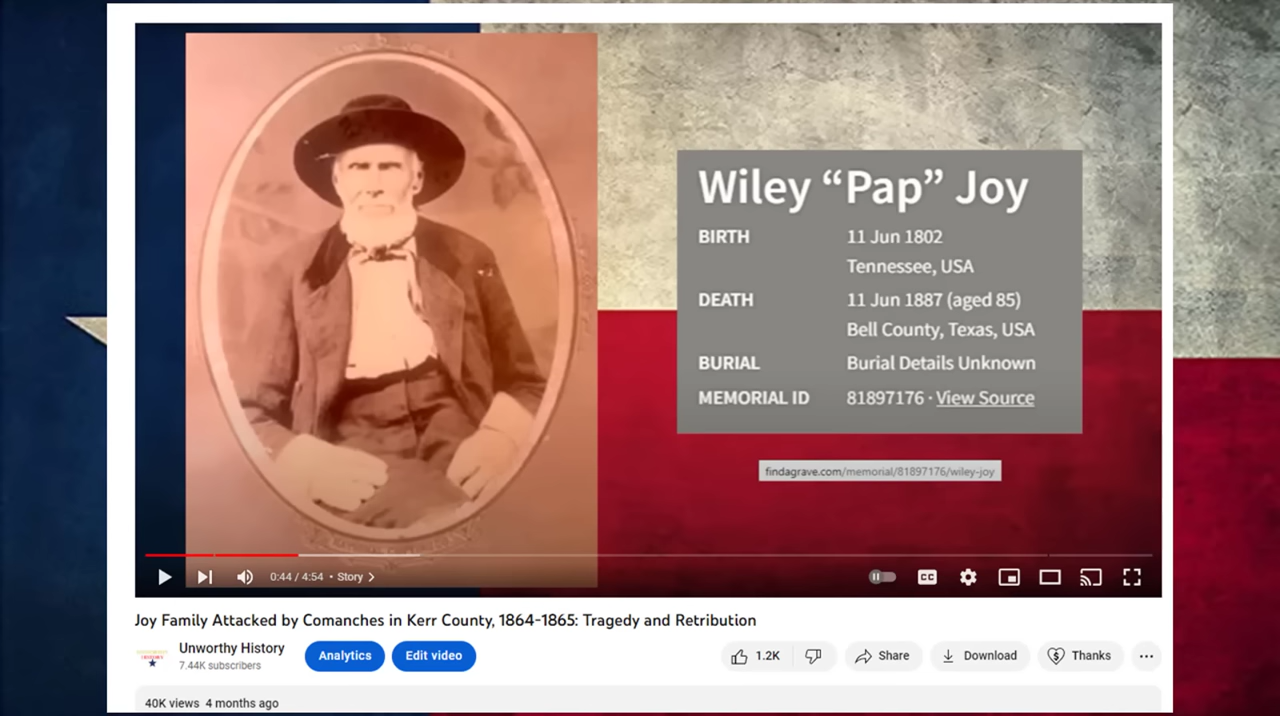 Wiley “Pap” Joy
BIRTH 11 Jun 1802
Tennessee, USA
DEATH 11 Jun 1887 (aged 85)
Bell County, Texas, USA
BURIAL Burial Details Unknown
MEMORIAL ID 81897176 · View Source
findagrave.com/memorial/81897176/wiley-joy
0:44 / 4:54 • Story
CC
Joy Family Attacked by Comanches in Kerr County, 1864-1865: Tragedy and Retribution
Unworthy History
7.44K subscribers
Analytics
Edit video
1.2K
Share
Download
Thanks
40K views 4 months ago